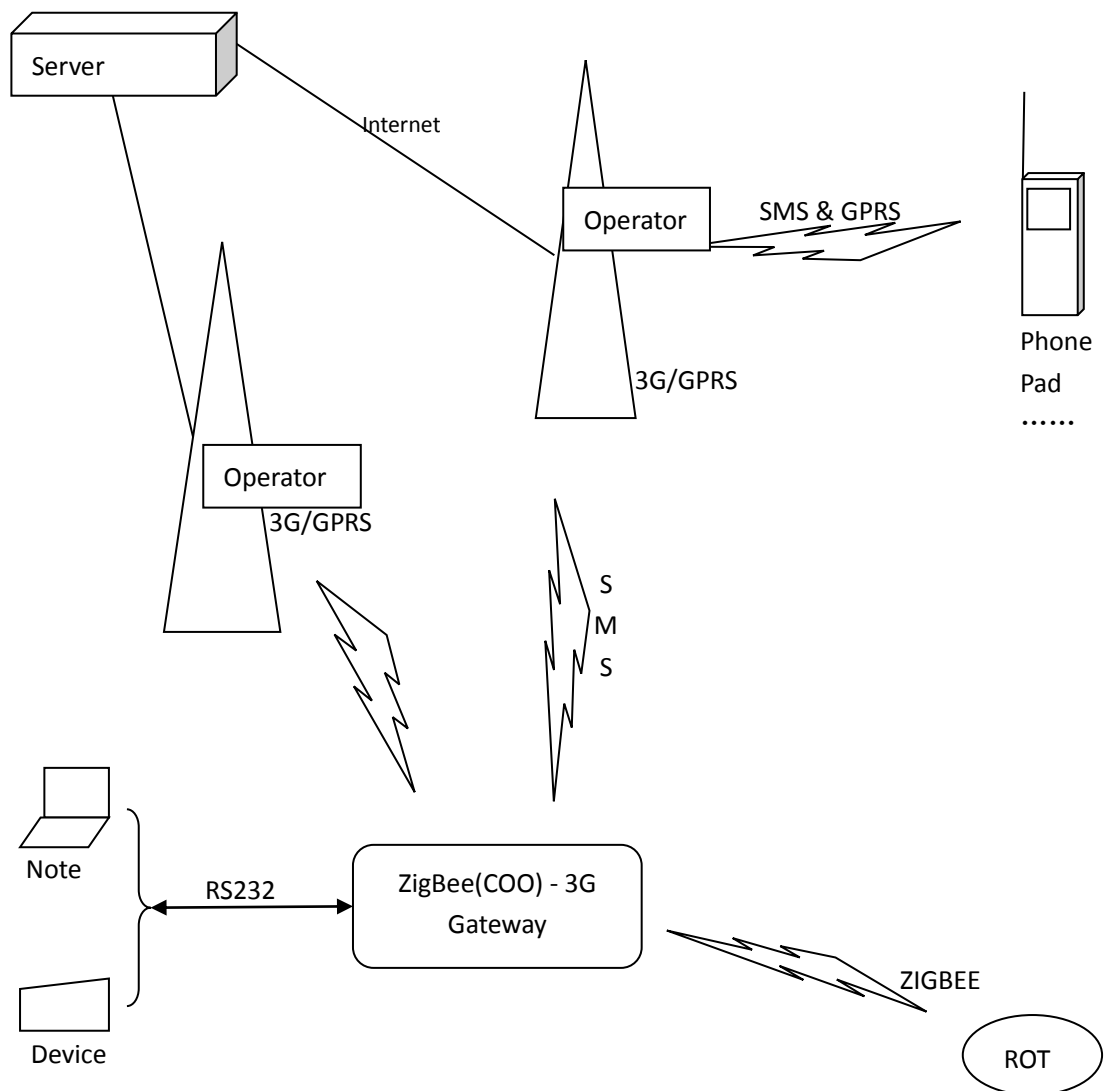 Server
Internet
Operator
SMS & GPRS
Phone
Pad
......
3G/GPRS
Operator
3G/GPRS
S
M
S
Note
RS232
ZigBee(COO) - 3G
Gateway
ZIGBEE
Device
ROT